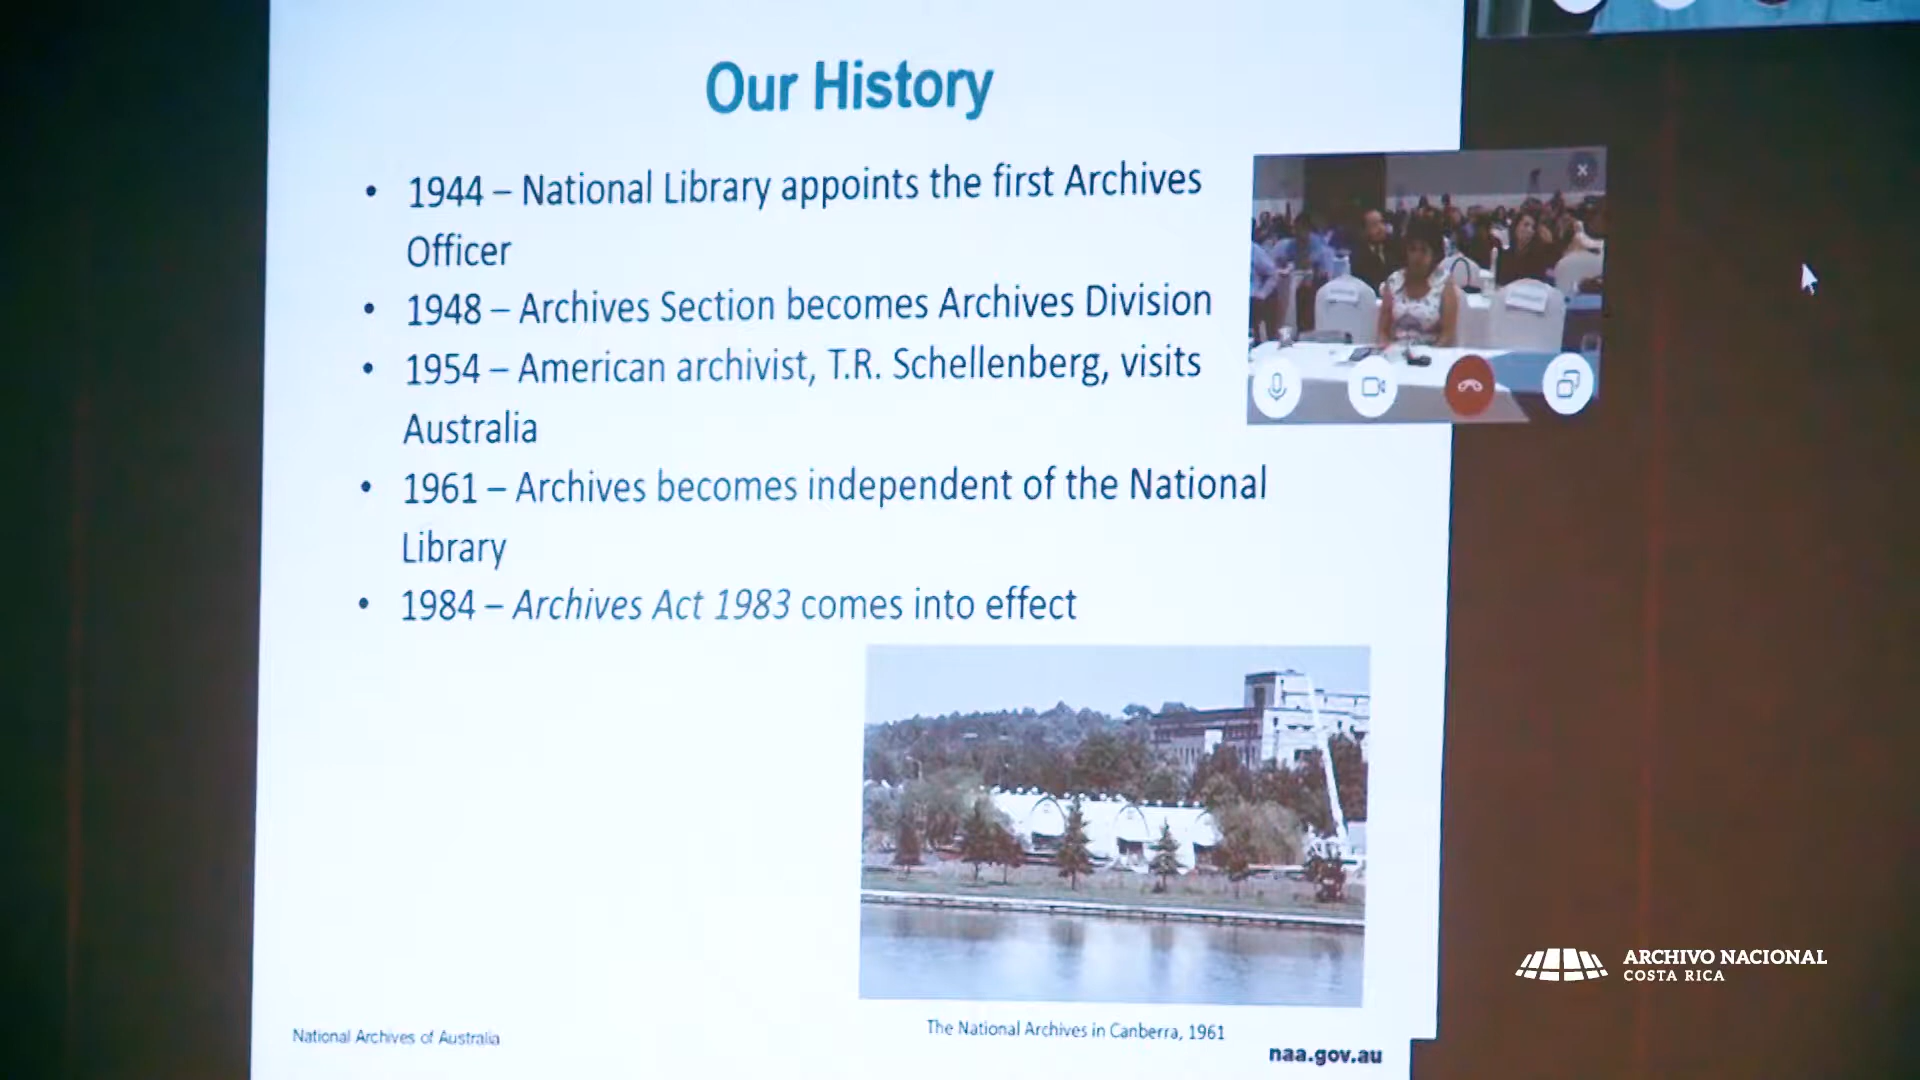 Our History
• 1944 – National Library appoints the first Archives
Officer
• 1948 – Archives Section becomes Archives Division
• 1954 – American archivist, T.R. Schellenberg, visits
Australia
• 1961 – Archives becomes independent of the National
Library
• 1984 – Archives Act 1983 comes into effect
The National Archives in Canberra, 1961
National Archives of Australia
naa.gov.au
ARCHIVO NACIONAL
COSTA RICA